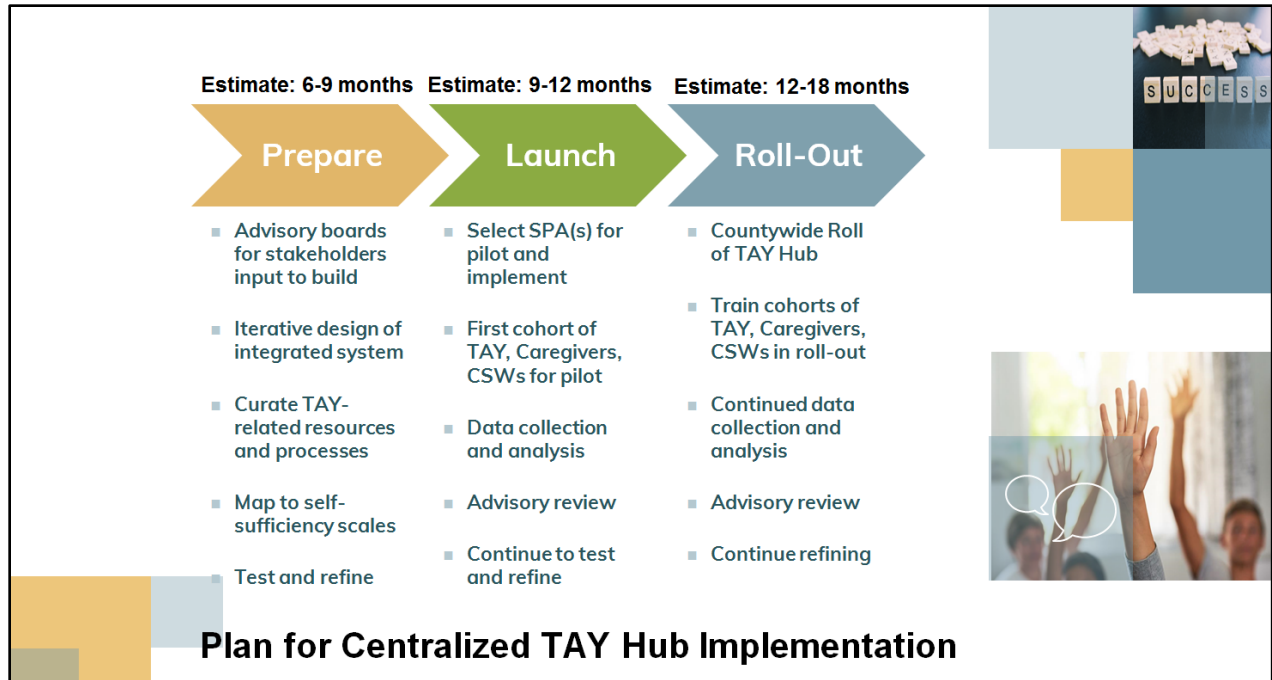 Estimate: 6-9 months
Estimate: 9-12 months
Estimate: 12-18 months
Prepare
Launch
Roll-Out
Advisory boards
for stakeholders
input to build
Iterative design of
integrated system
Curate TAY-
related resources
and processes
Map to self-
sufficiency scales
Test and refine
Select SPA(s) for
pilot and
implement
First cohort of
TAY, Caregivers,
CSWs for pilot
Data collection
and analysis
Advisory review
Continue to test
and refine
Countywide Roll
of TAY Hub
Train cohorts of
TAY, Caregivers,
CSWs in roll-out
Continued data
collection and
analysis
Advisory review
Continue refining
SUCCESS
Plan for Centralized TAY Hub Implementation